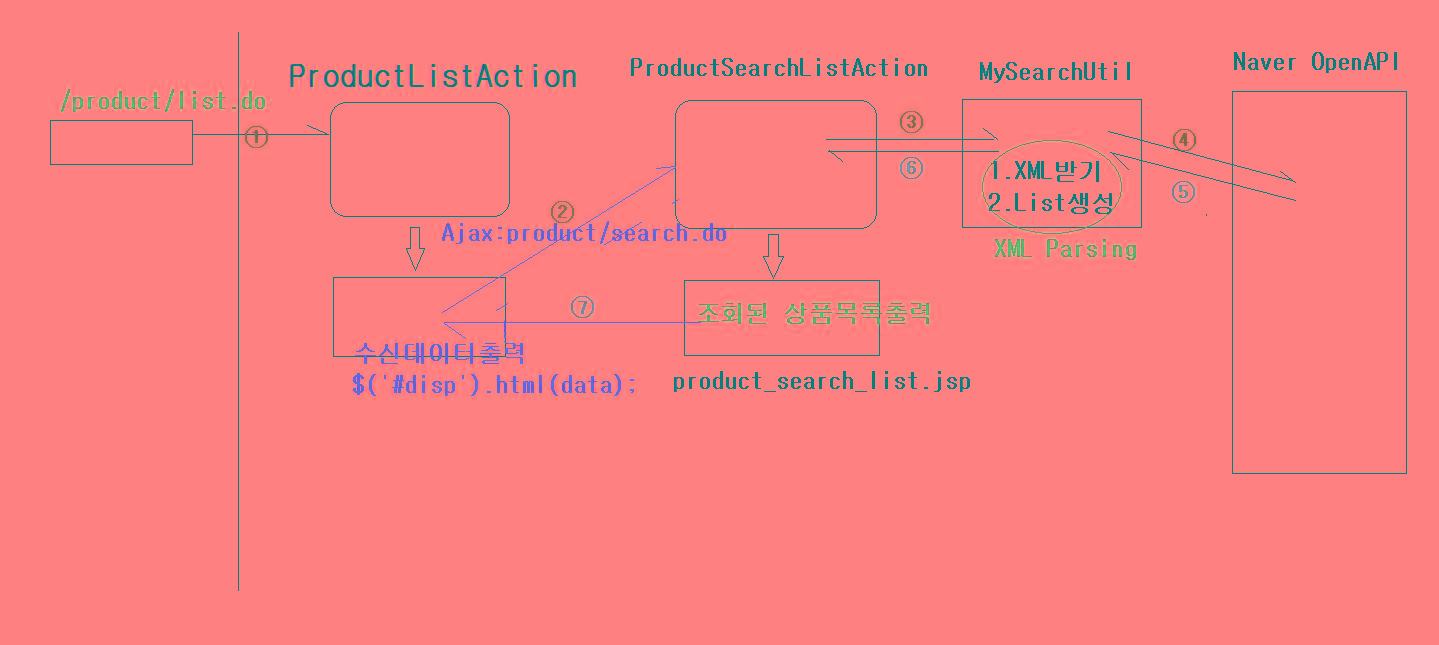 ProductListAction
ProductSearchListAction
MySearchUtil
Naver OpenAPI
/product/list.do
①
③
④
⑥
⑤
1.XML받기
2.List생성
XML Parsing
②
Ajax:product/search.do
⑦
조회된 상품목록출력
수신데이터출력
$('#disp').html(data);
product_search_list.jsp